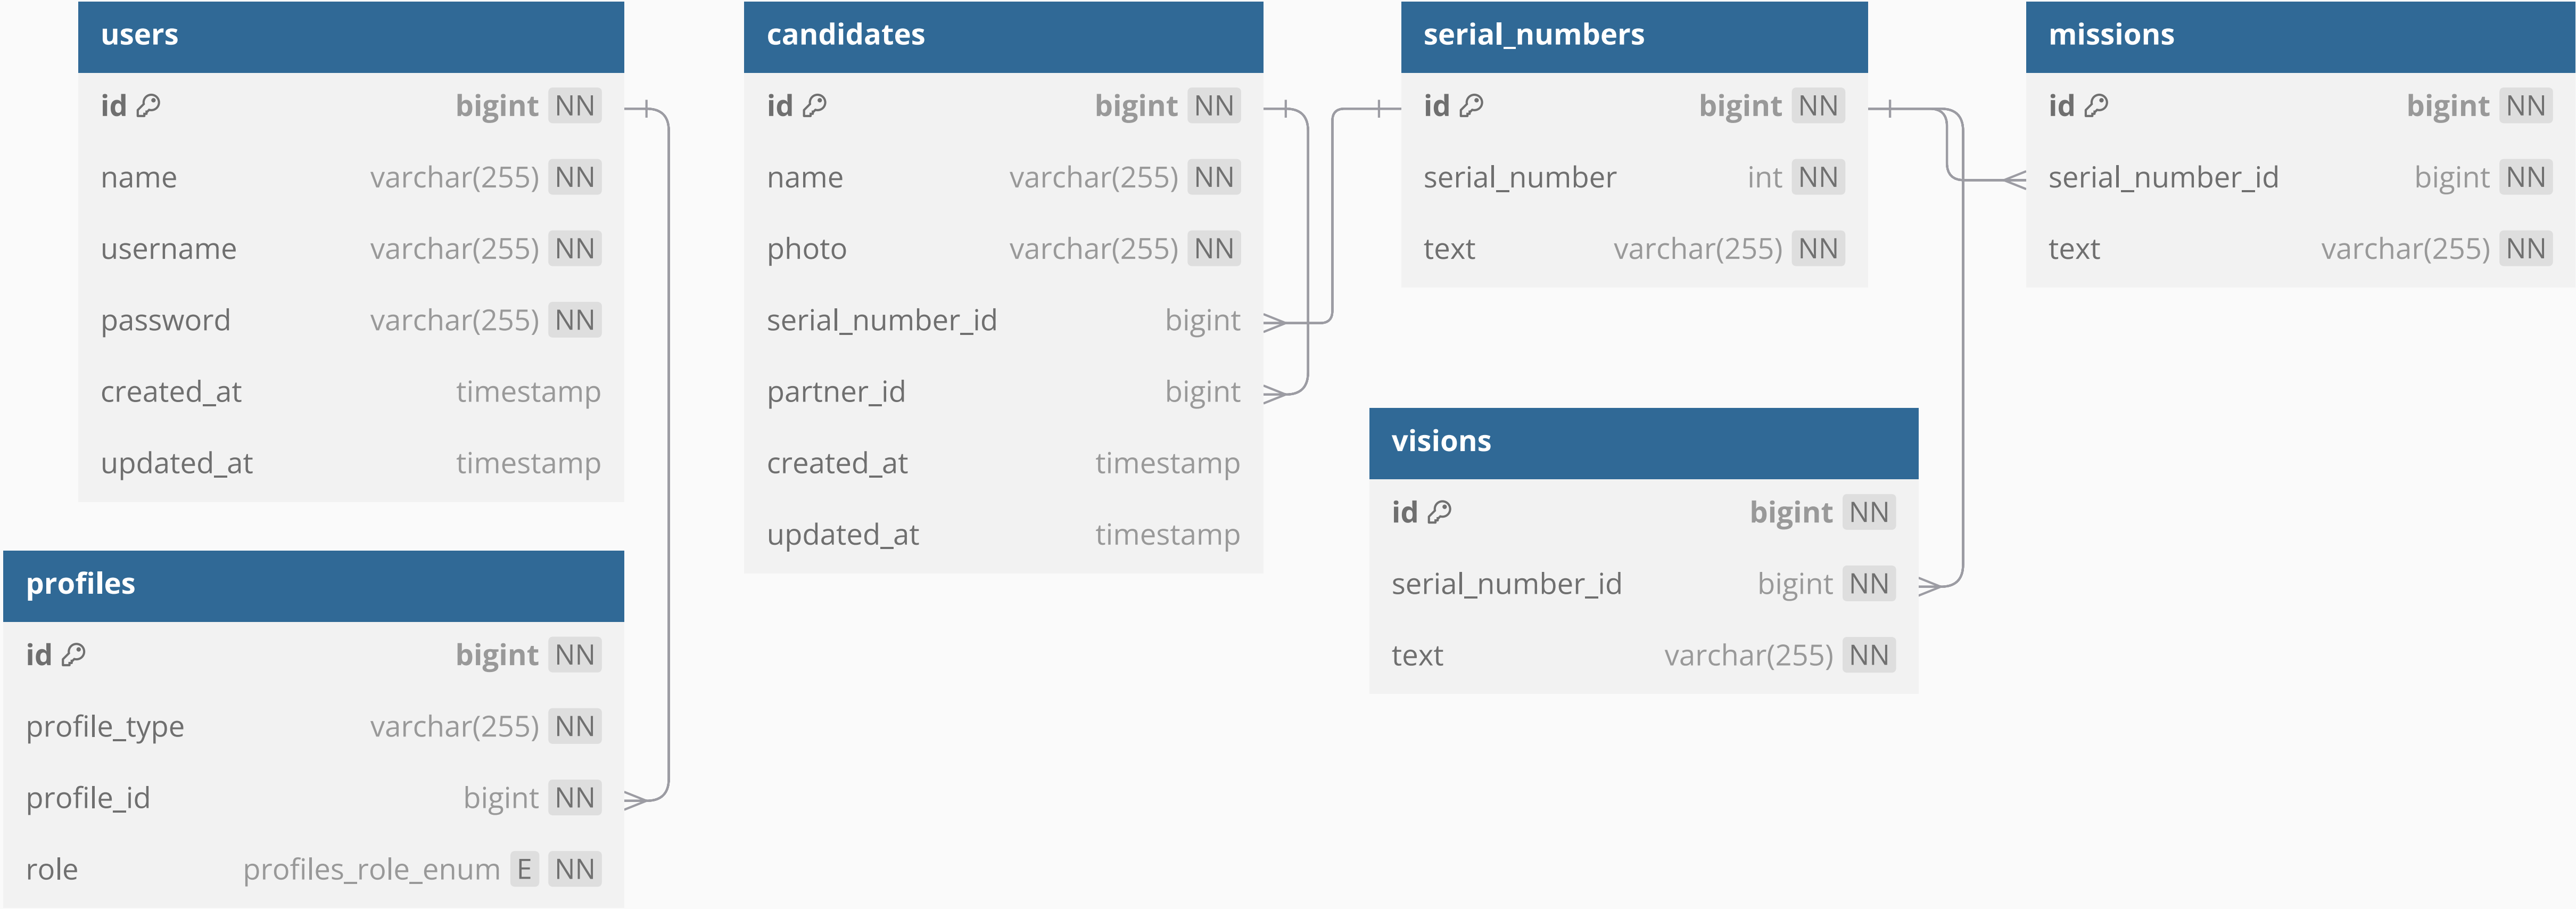 users
id bigint NN
name varchar(255) NN
username varchar(255) NN
password varchar(255) NN
created_at timestamp
updated_at timestamp
profiles
id bigint NN
profile_type varchar(255) NN
profile_id bigint NN
role profiles_role_enum E NN
candidates
id bigint NN
name varchar(255) NN
photo varchar(255) NN
serial_number_id bigint
partner_id bigint
created_at timestamp
updated_at timestamp
serial_numbers
id bigint NN
serial_number int NN
text varchar(255) NN
visions
id bigint NN
serial_number_id bigint NN
text varchar(255) NN
missions
id bigint NN
serial_number_id bigint NN
text varchar(255) NN